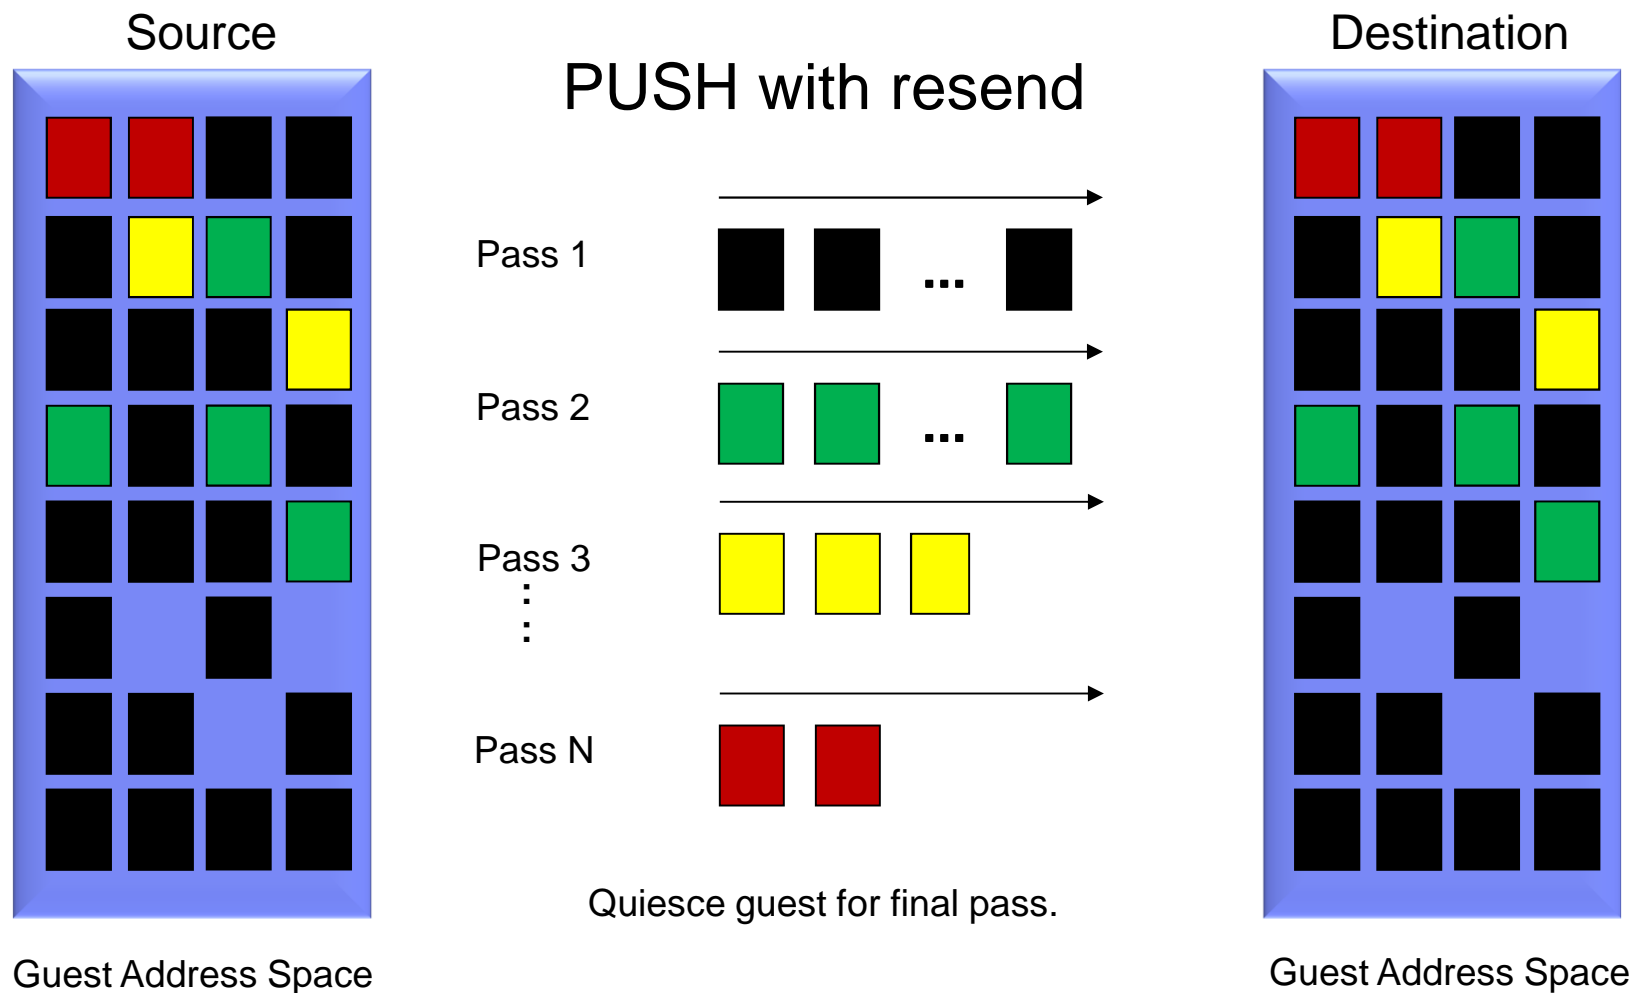 Source
Destination
PUSH with resend
Pass 1
...
Pass 2
...
Pass 3
:
:
Pass N
Quiesce guest for final pass.
Guest Address Space
Guest Address Space